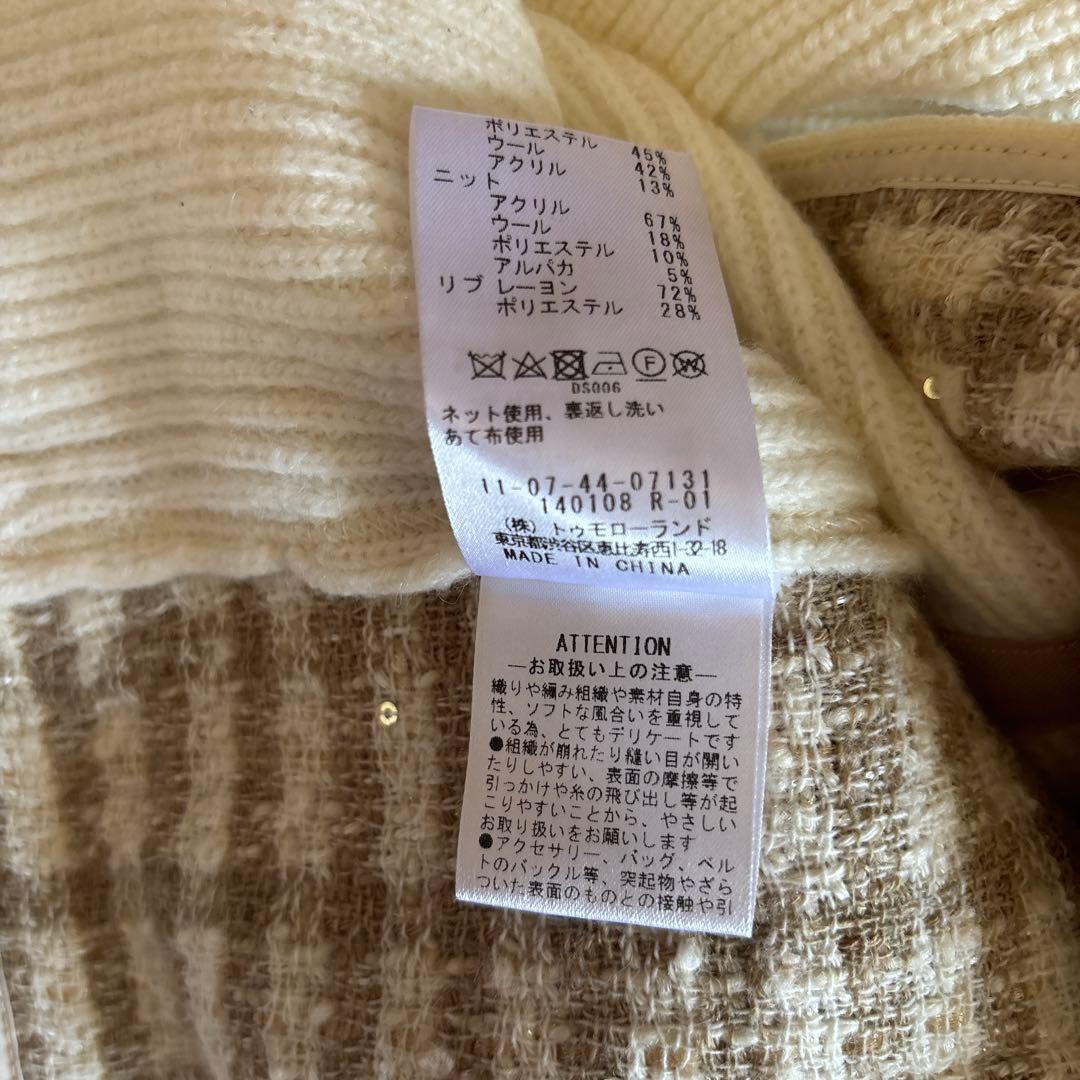 ポリエステル 45%
ウール 42%
アクリル 13%
ニット
アクリル 67%
ウール 18%
ポリエステル 10%
アルパカ 5%
リブ レーヨン 72%
ポリエステル 28%
F W
DS006
ネット使用、裏返し洗い
あて布使用
11-07-44-07131
140108 R-01
(株)トゥモローランド
東京都渋谷区恵比寿西1-32-18
MADE IN CHINA
ATTENTION
—お取扱い上の注意—
織りや編み組織や素材自身の特
性、ソフトな風合いを重視して
いる為、とてもデリケートです
●組織が崩れたり縫い目が開い
たりしやすい、表面の摩擦等で
引っかけや糸の飛び出し等が起
こりやすいことから、やさしい
お取り扱いをお願いします
●アクセサリー、バッグ、ベル
トのバックル等、突起物やざら
ついた表面のものとの接触や引